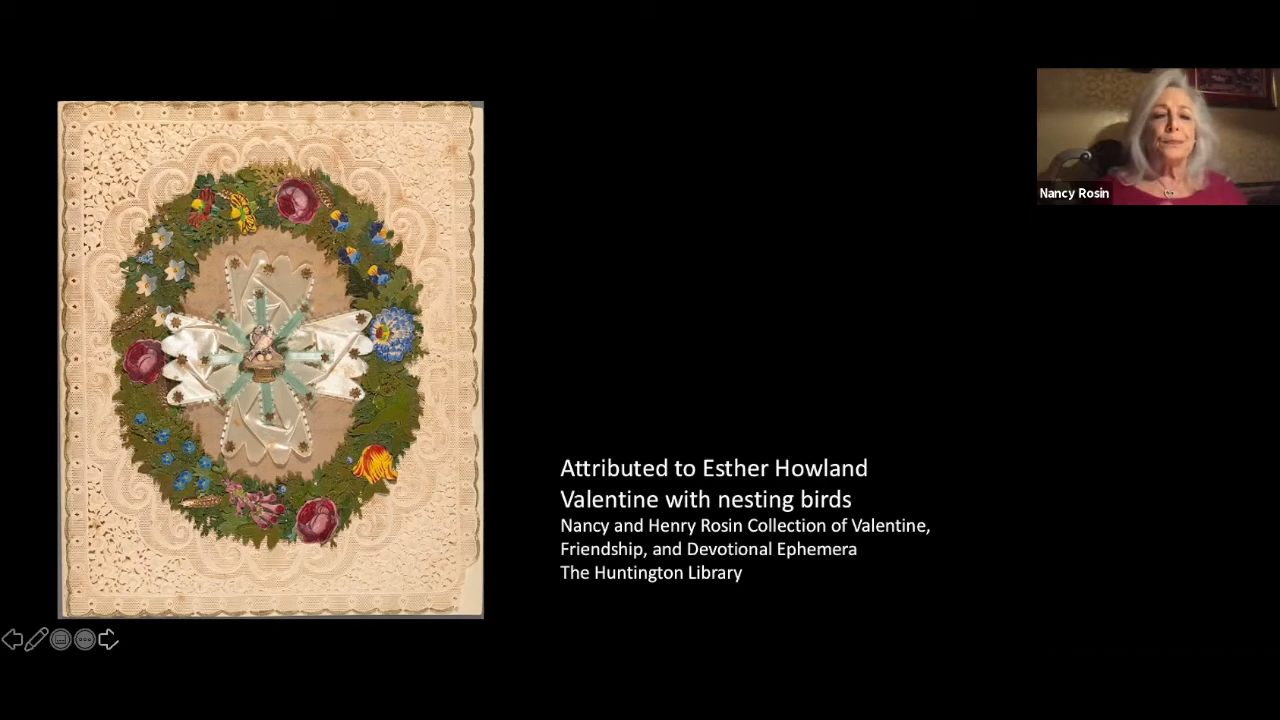 Nancy Rosin
Attributed to Esther Howland
Valentine with nesting birds
Nancy and Henry Rosin Collection of Valentine,
Friendship, and Devotional Ephemera
The Huntington Library